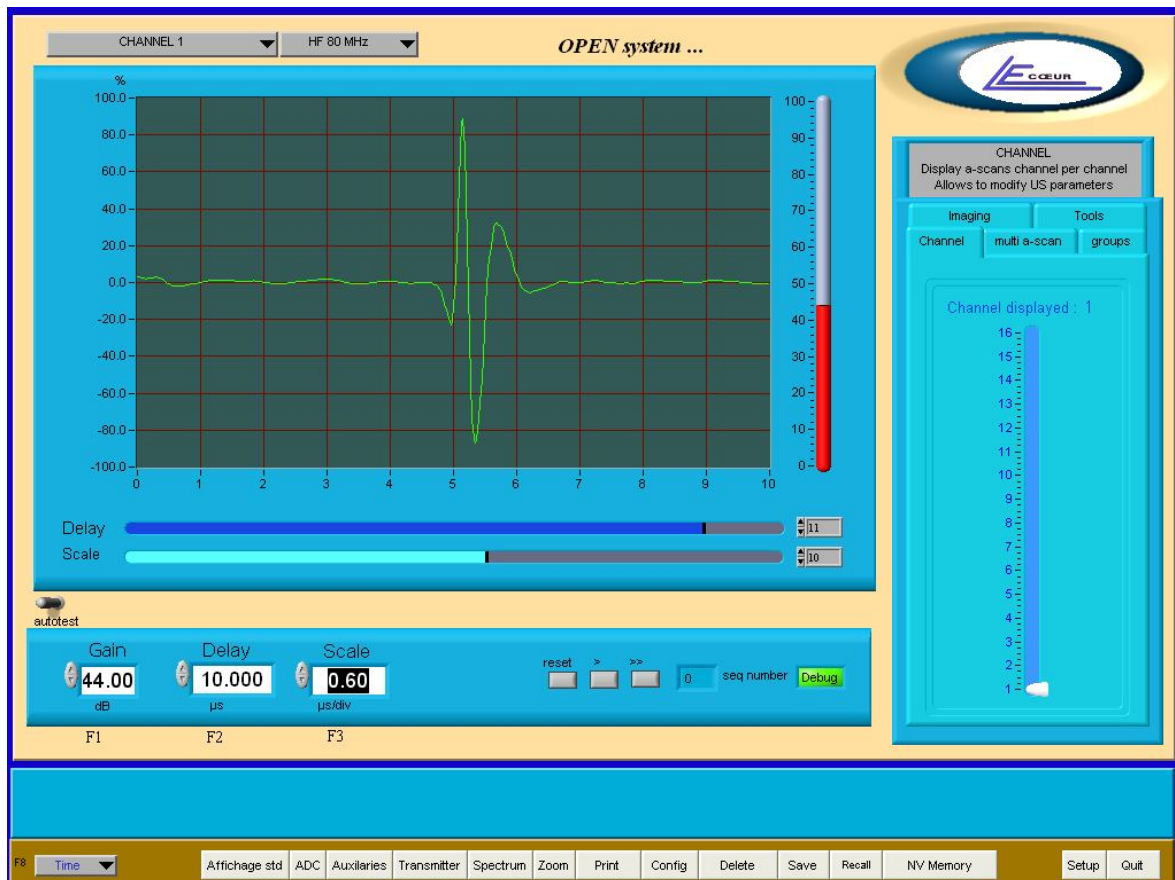 CHANNEL 1 HF 80 MHz OPEN system ...
LE CŒUR
%
100.0
80.0
60.0
40.0
20.0
0.0
-20.0
-40.0
-60.0
-80.0
-100.0
0 1 2 3 4 5 6 7 8 9 10
100
90
80
70
60
50
40
30
20
10
0
Delay 11
Scale 10
CHANNEL
Display a-scans channel per channel
Allows to modify US parameters
Imaging Tools
Channel multi a-scan groups
Channel displayed : 1
16
15
14
13
12
11
10
9
8
7
6
5
4
3
2
1
autotest
Gain Delay Scale
44.00 10.000 0.60
dB µs µs/div
reset > >> 0 seq number Debug
F1 F2 F3
F8 Time Affichage std ADC Auxilaries Transmitter Spectrum Zoom Print Config Delete Save Recall NV Memory Setup Quit